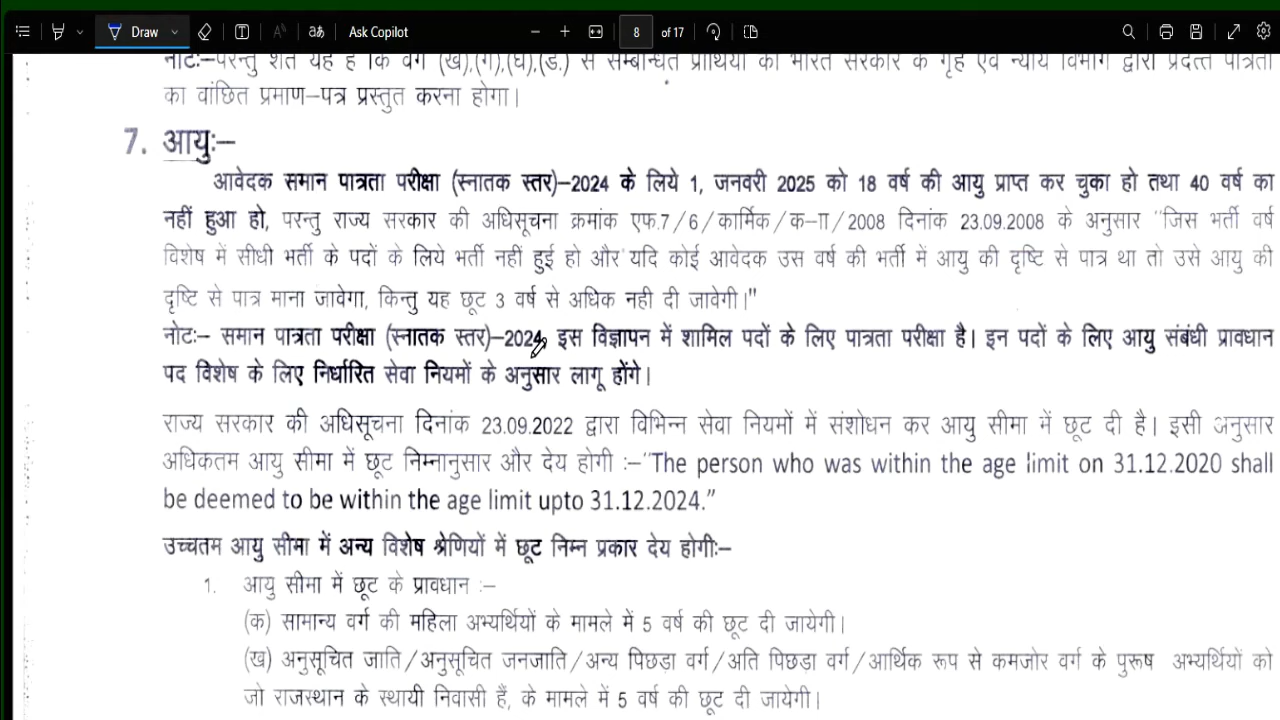 Draw
Ask Copilot
8 of 17
नोटः–परन्तु शर्त यह है कि वर्ग (ख),(ग),(घ),(ड.) से सम्बन्धित प्रार्थियों को भारत सरकार के गृह एवं न्याय विभाग द्वारा प्रदत्त पात्रता
का वांछित प्रमाण–पत्र प्रस्तुत करना होगा।
7. आयुः–
आवेदक समान पात्रता परीक्षा (स्नातक स्तर)–2024 के लिये 1, जनवरी 2025 को 18 वर्ष की आयु प्राप्त कर चुका हो तथा 40 वर्ष का
नहीं हुआ हो, परन्तु राज्य सरकार की अधिसूचना क्रमांक एफ.7/6/कार्मिक/क–II/2008 दिनांक 23.09.2008 के अनुसार "जिस भर्ती वर्ष
विशेष में सीधी भर्ती के पदों के लिये भर्ती नहीं हुई हो और यदि कोई आवेदक उस वर्ष की भर्ती में आयु की दृष्टि से पात्र था तो उसे आयु की
दृष्टि से पात्र माना जावेगा, किन्तु यह छूट 3 वर्ष से अधिक नही दी जावेगी।"
नोटः– समान पात्रता परीक्षा (स्नातक स्तर)–2024 इस विज्ञापन में शामिल पदों के लिए पात्रता परीक्षा है। इन पदों के लिए आयु संबंधी प्रावधान
पद विशेष के लिए निर्धारित सेवा नियमों के अनुसार लागू होंगे।
राज्य सरकार की अधिसूचना दिनांक 23.09.2022 द्वारा विभिन्न सेवा नियमों में संशोधन कर आयु सीमा में छूट दी है। इसी अनुसार
अधिकतम आयु सीमा में छूट निम्नानुसार और देय होगी :–"The person who was within the age limit on 31.12.2020 shall
be deemed to be within the age limit upto 31.12.2024."
उच्चतम आयु सीमा में अन्य विशेष श्रेणियों में छूट निम्न प्रकार देय होगीः–
1. आयु सीमा में छूट के प्रावधान :–
(क) सामान्य वर्ग की महिला अभ्यर्थियों के मामले में 5 वर्ष की छूट दी जायेगी।
(ख) अनुसूचित जाति/अनुसूचित जनजाति/अन्य पिछडा वर्ग/अति पिछडा वर्ग/आर्थिक रूप से कमजोर वर्ग के पुरूष अभ्यर्थियों को
जो राजस्थान के स्थायी निवासी हैं, के मामले में 5 वर्ष की छूट दी जायेगी।